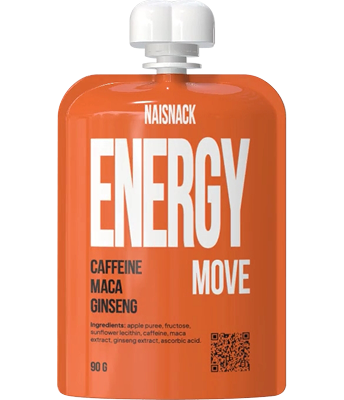 NAISNACK
ENERGY
CAFFEINE
MACA
GINSENG
MOVE
Ingredients: apple puree, fructose,
sunflower lecithin, caffeine, maca
extract, ginseng extract, ascorbic acid.
90 G